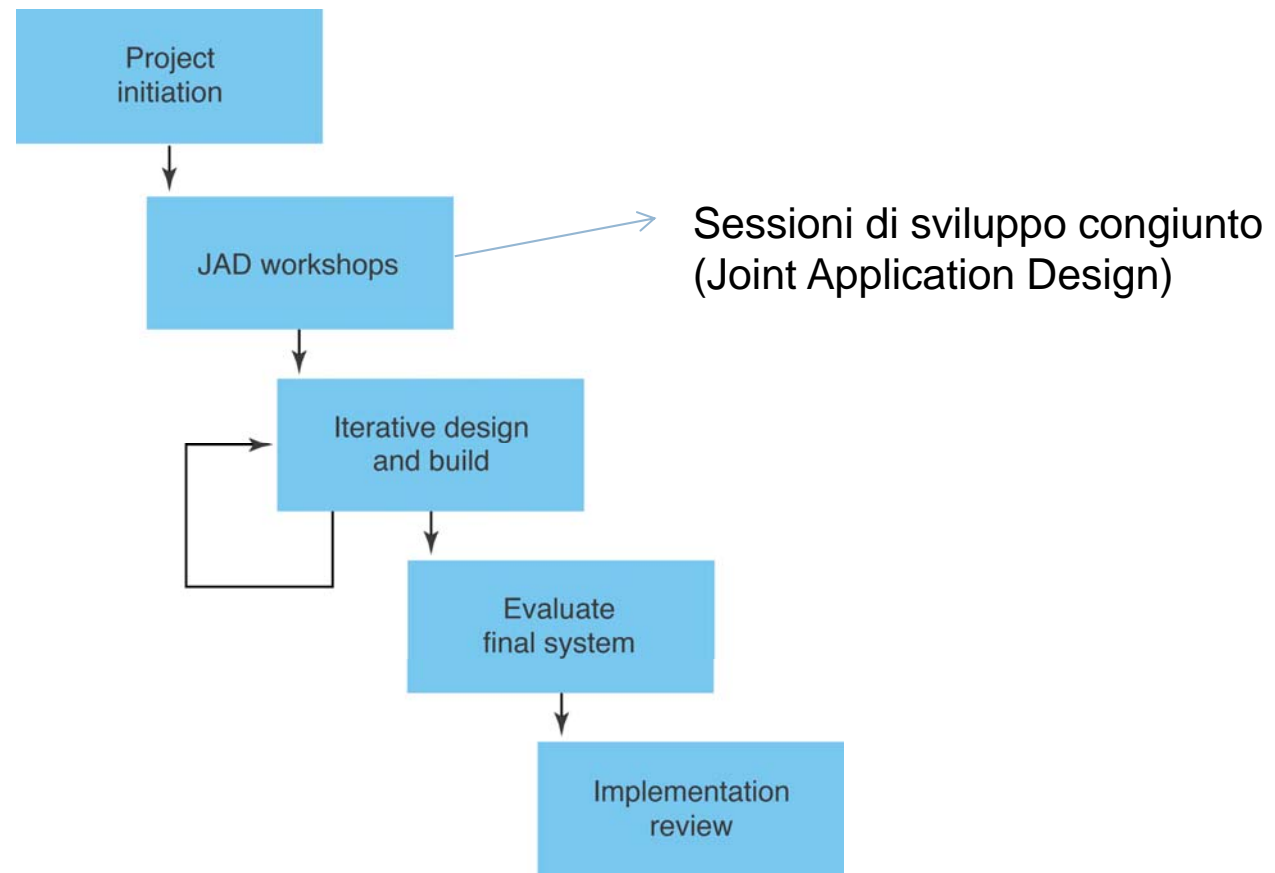 Project
initiation
JAD workshops
Sessioni di sviluppo congiunto
(Joint Application Design)
Iterative design
and build
Evaluate
final system
Implementation
review